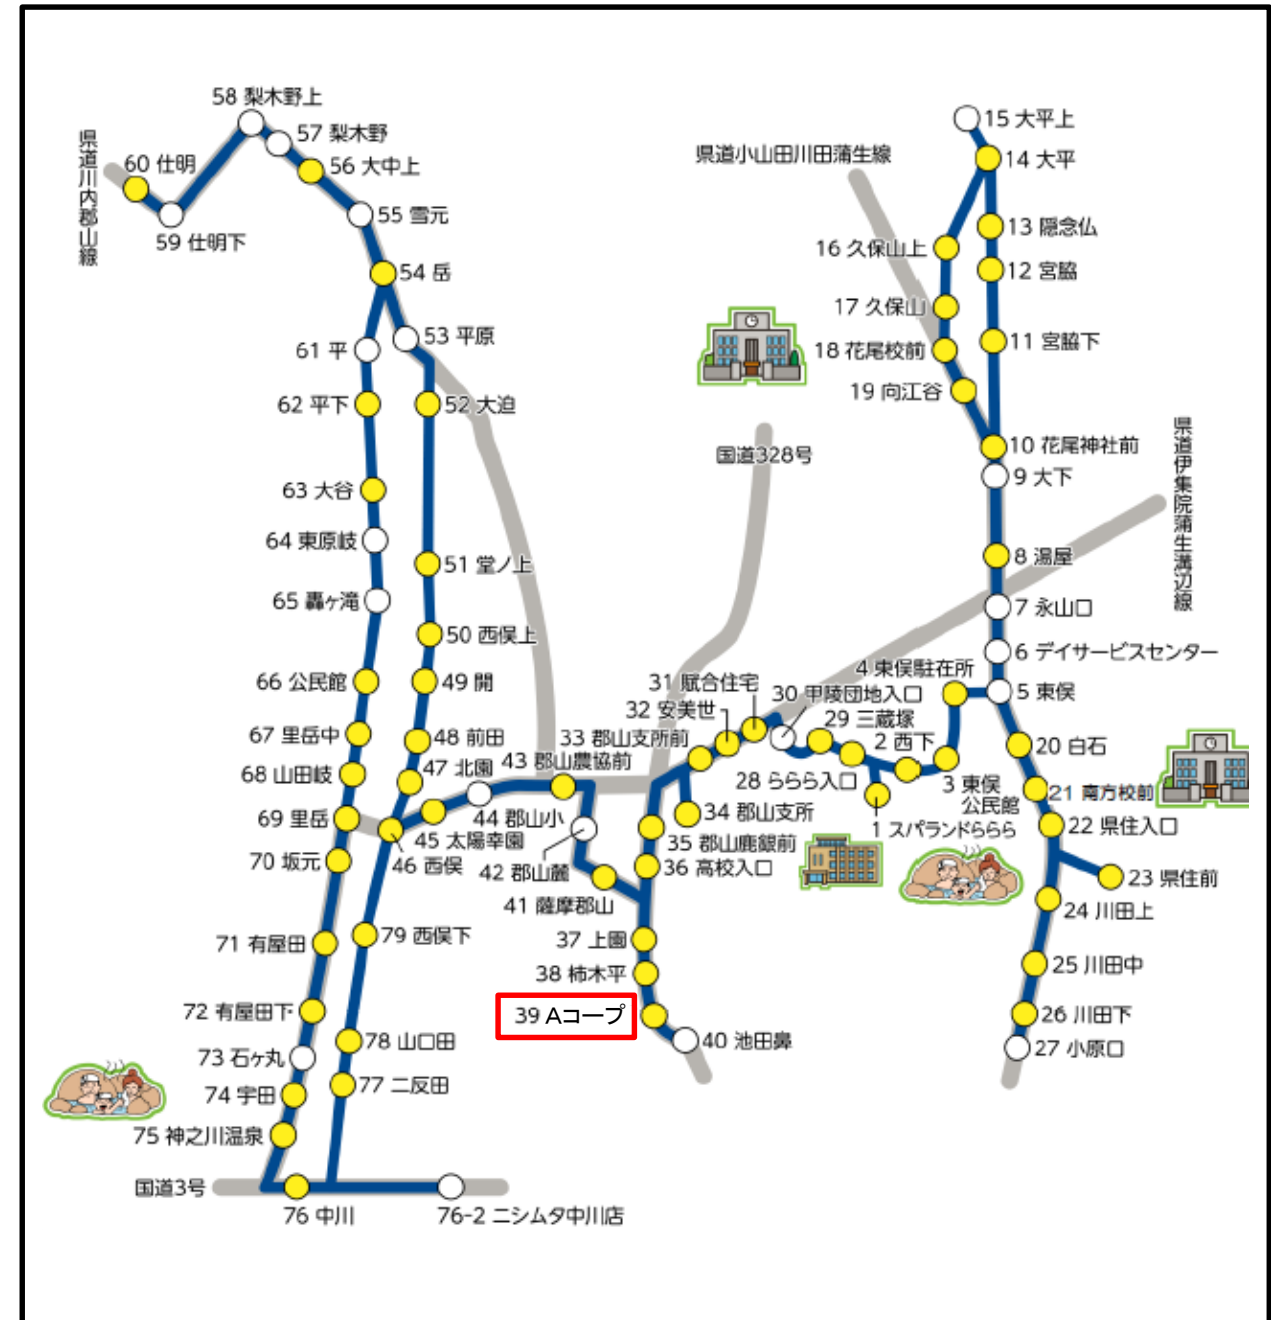 58 梨木野上
57 梨木野
県道川内郡山線
60 仕明
56 大中上
59 仕明下
55 雪元
54 岳
53 平原
61 平
62 平下
52 大迫
63 大谷
64 東原岐
51 堂ノ上
65 轟ヶ滝
50 西俣上
66 公民館
49 開
67 里岳中
48 前田
68 山田岐
47 北園
43 郡山農協前
69 里岳
44 郡山小
45 太陽幸園
70 坂元
46 西俣
42 郡山麓
41 薩摩郡山
71 有屋田
79 西俣下
72 有屋田下
73 石ヶ丸
78 山口田
74 宇田
77 二反田
75 神之川温泉
国道3号
76 中川
76-2 ニシムタ中川店
15 大平上
県道小山田川田蒲生線
14 大平
13 隠念仏
16 久保山上
12 宮脇
17 久保山
18 花尾校前
11 宮脇下
19 向江谷
国道328号
10 花尾神社前
県道伊集院蒲生溝辺線
9 大下
8 湯屋
7 永山口
6 デイサービスセンター
4 東俣駐在所
5 東俣
31 賦合住宅
30 甲陵団地入口
32 安美世
29 三蔵塚
33 郡山支所前
2 西下
20 白石
28 ららら入口
3 東俣
公民館
21 南方校前
34 郡山支所
1 スパランドららら
22 県住入口
35 郡山鹿銀前
36 高校入口
23 県住前
24 川田上
37 上園
38 柿木平
25 川田中
39 Aコープ
26 川田下
40 池田鼻
27 小原口